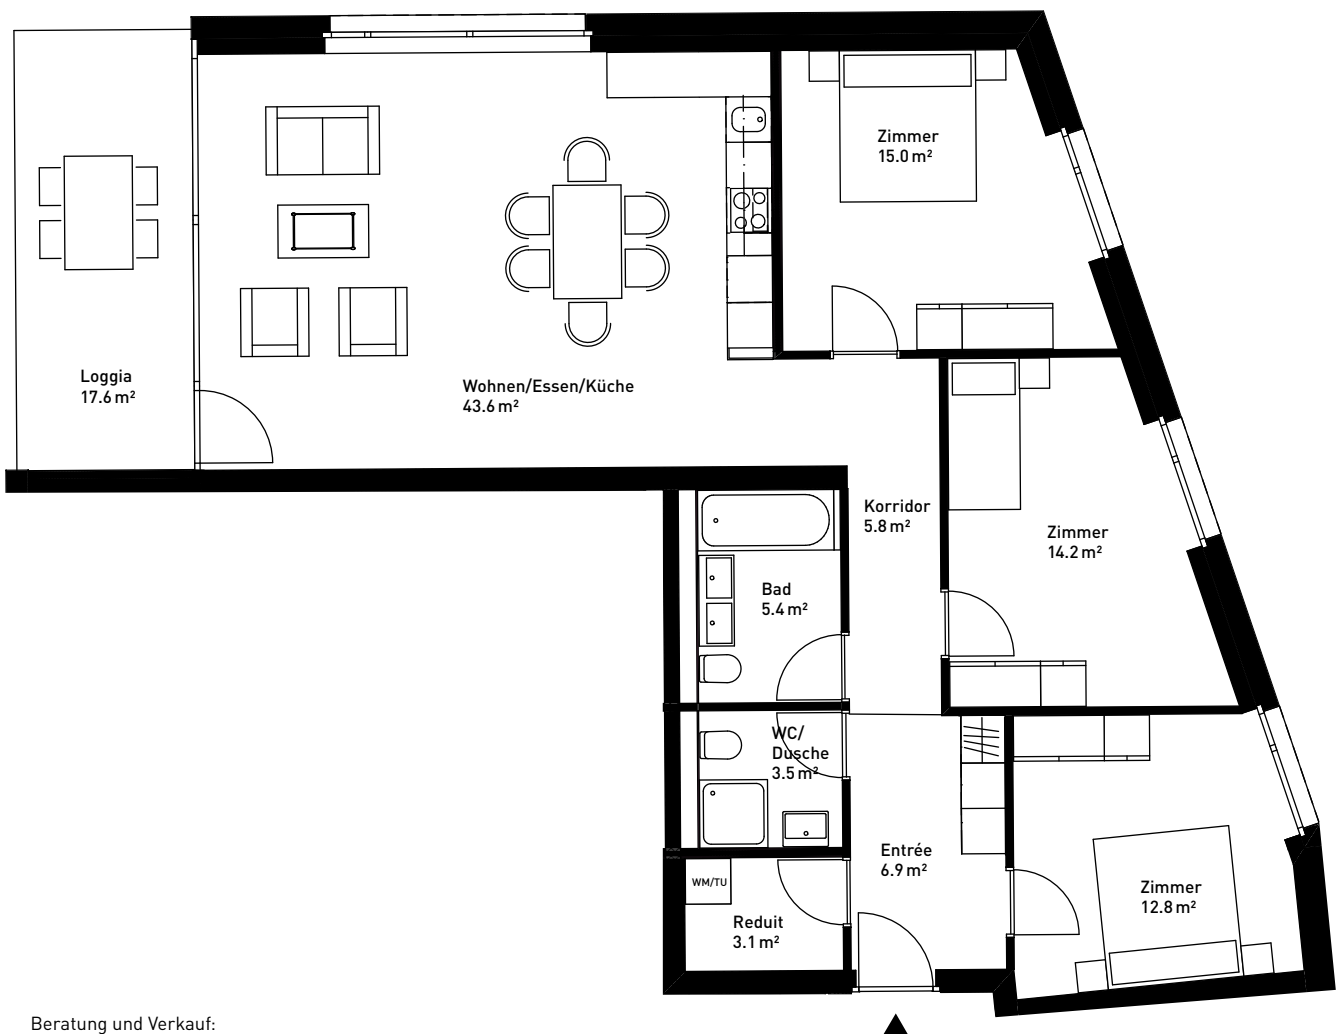 Zimmer
15.0 m²
Loggia
17.6 m²
Wohnen/Essen/Küche
43.6 m²
Korridor
5.8 m²
Zimmer
14.2 m²
Bad
5.4 m²
WC/
Dusche
3.5 m²
Entrée
6.9 m²
Zimmer
12.8 m²
WM/TU
Reduit
3.1 m²
Beratung und Verkauf: